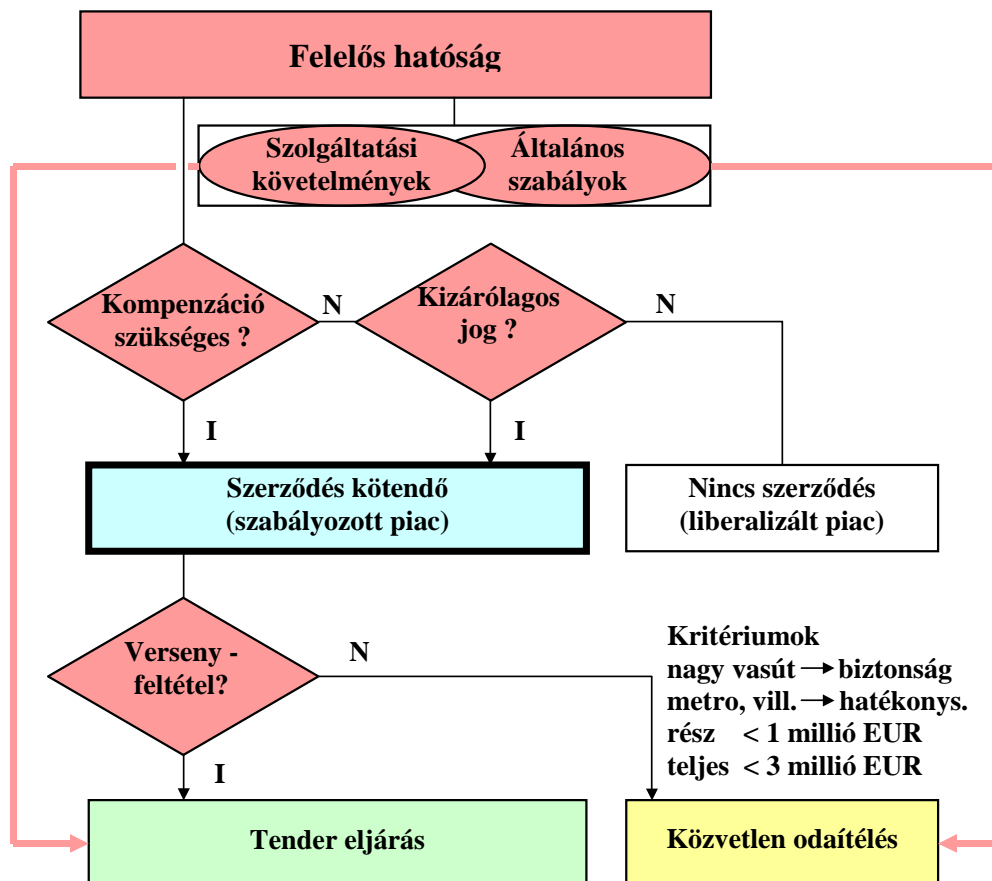 Felelős hatóság
Szolgáltatási
követelmények
Általános
szabályok
Kompenzáció
szükséges ?
N
Kizárólagos
jog ?
N
I
I
Szerződés kötendő
(szabályozott piac)
Nincs szerződés
(liberalizált piac)
Verseny -
feltétel?
N
Kritériumok
nagy vasút → biztonság
metro, vill. → hatékonys.
rész < 1 millió EUR
teljes < 3 millió EUR
I
Tender eljárás
Közvetlen odaítélés